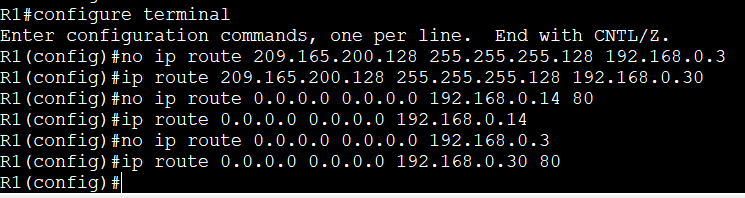 R1#configure terminal
Enter configuration commands, one per line.  End with CNTL/Z.
R1(config)#no ip route 209.165.200.128 255.255.255.128 192.168.0.3
R1(config)#ip route 209.165.200.128 255.255.255.128 192.168.0.30
R1(config)#no ip route 0.0.0.0 0.0.0.0 192.168.0.14 80
R1(config)#ip route 0.0.0.0 0.0.0.0 192.168.0.14
R1(config)#no ip route 0.0.0.0 0.0.0.0 192.168.0.3
R1(config)#ip route 0.0.0.0 0.0.0.0 192.168.0.30 80
R1(config)#